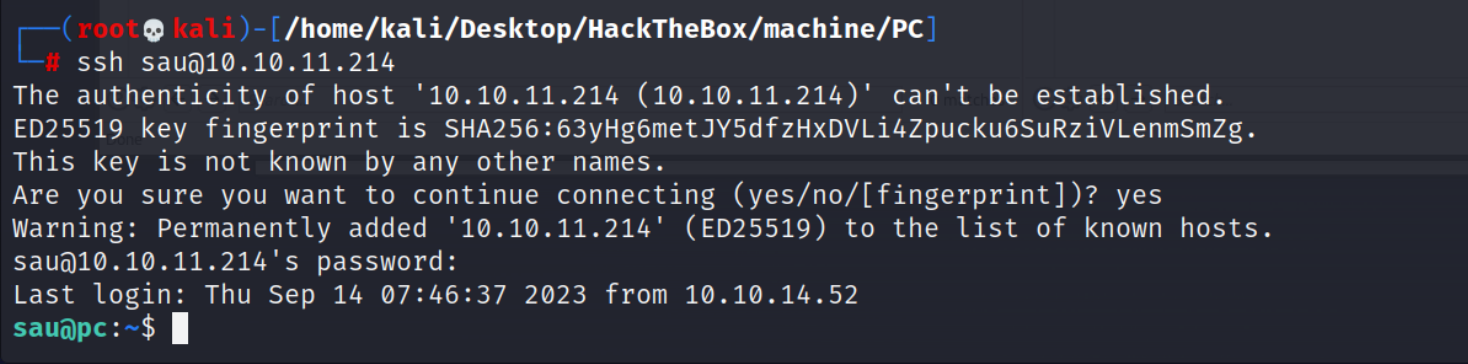 ┌──(root💀kali)-[/home/kali/Desktop/HackTheBox/machine/PC]
└─# ssh sau@10.10.11.214
The authenticity of host '10.10.11.214 (10.10.11.214)' can't be established.
ED25519 key fingerprint is SHA256:63yHg6metJY5dfzHxDVLi4Zpucku6SuRziVLenmSmZg.
This key is not known by any other names.
Are you sure you want to continue connecting (yes/no/[fingerprint])? yes
Warning: Permanently added '10.10.11.214' (ED25519) to the list of known hosts.
sau@10.10.11.214's password:
Last login: Thu Sep 14 07:46:37 2023 from 10.10.14.52
sau@pc:~$